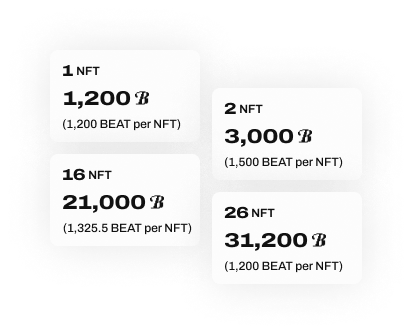 1 NFT
1,200 ℬ
(1,200 BEAT per NFT)
2 NFT
3,000 ℬ
(1,500 BEAT per NFT)
16 NFT
21,000 ℬ
(1,325.5 BEAT per NFT)
26 NFT
31,200 ℬ
(1,200 BEAT per NFT)